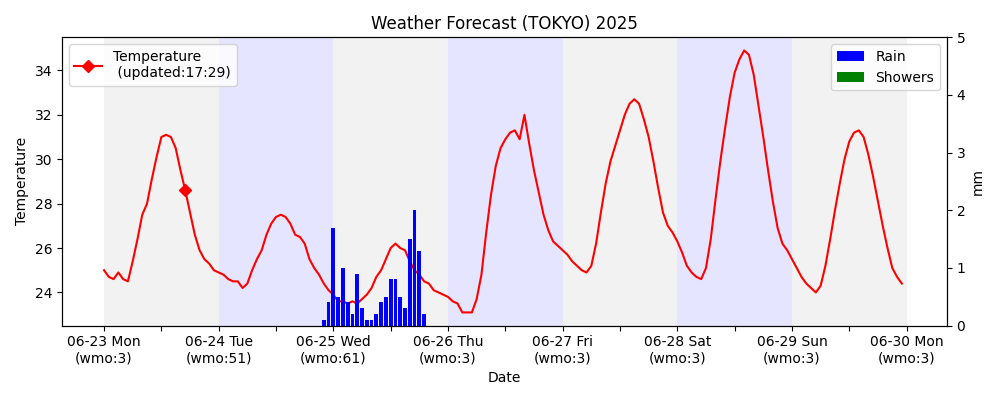 Weather Forecast (TOKYO) 2025
Temperature
(updated:17:29)
Rain
Showers
Temperature
34
32
30
28
26
24
5
4
3
2
1
0
mm
06-23 Mon
(wmo:3)
06-24 Tue
(wmo:51)
06-25 Wed
(wmo:61)
06-26 Thu
(wmo:3)
06-27 Fri
(wmo:3)
06-28 Sat
(wmo:3)
06-29 Sun
(wmo:3)
06-30 Mon
(wmo:3)
Date